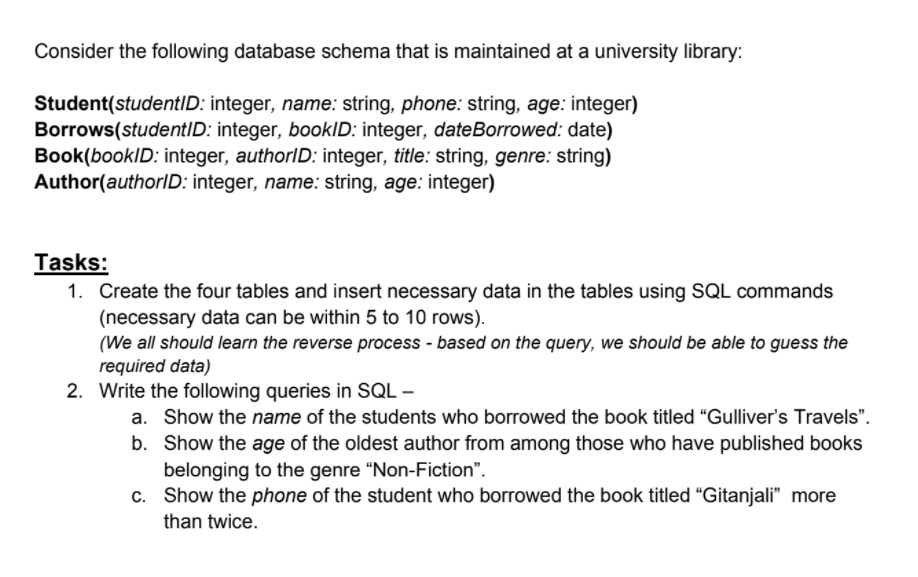 Consider the following database schema that is maintained at a university library:
Student(studentID: integer, name: string, phone: string, age: integer)
Borrows(studentID: integer, bookID: integer, dateBorrowed: date)
Book(bookID: integer, authorID: integer, title: string, genre: string)
Author(authorID: integer, name: string, age: integer)
Tasks:
1. Create the four tables and insert necessary data in the tables using SQL commands
(necessary data can be within 5 to 10 rows).
(We all should learn the reverse process - based on the query, we should be able to guess the
required data)
2. Write the following queries in SQL –
a. Show the name of the students who borrowed the book titled “Gulliver’s Travels”.
b. Show the age of the oldest author from among those who have published books
belonging to the genre “Non-Fiction”.
c. Show the phone of the student who borrowed the book titled “Gitanjali” more
than twice.